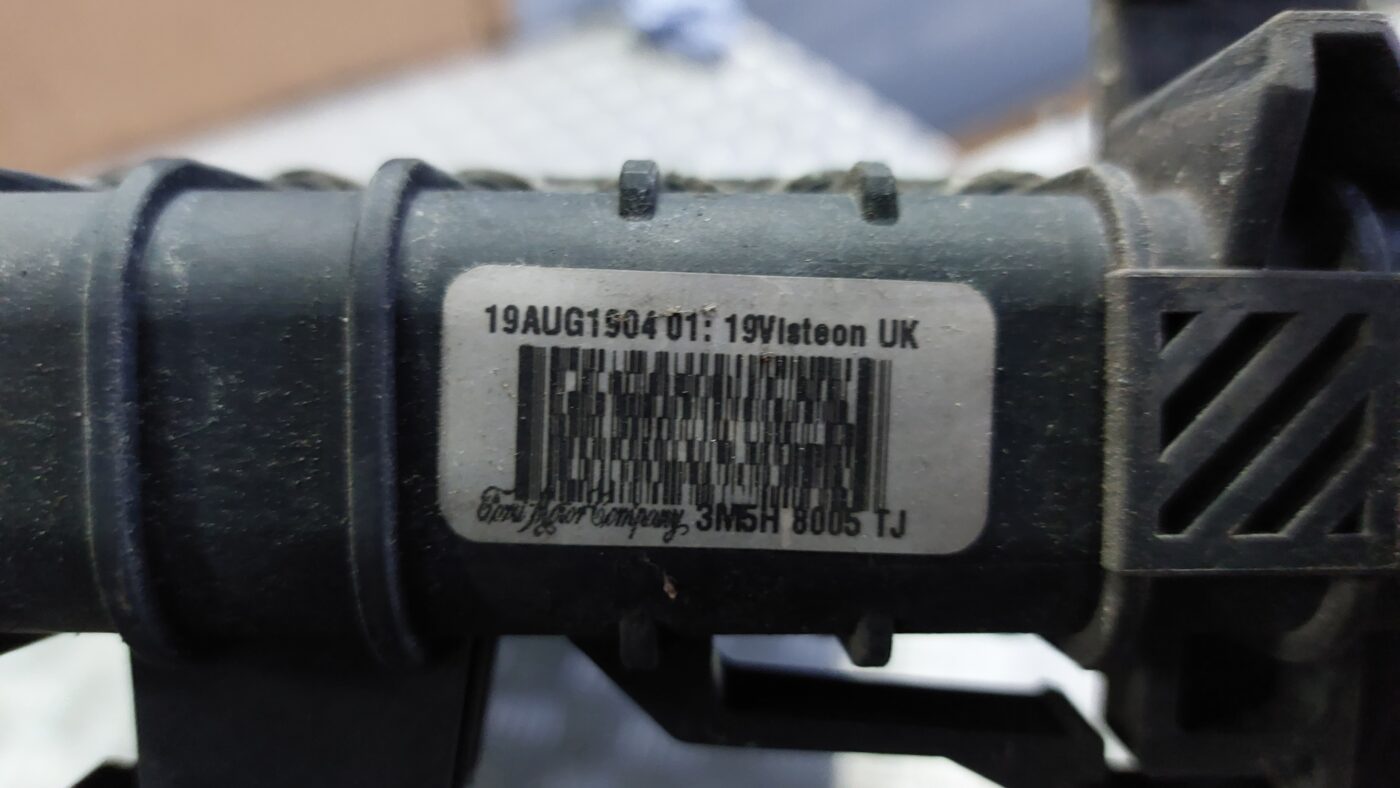 19AUG1904 01: 19Visteon UK
Ford Motor Company 3M5H 8005 TJ